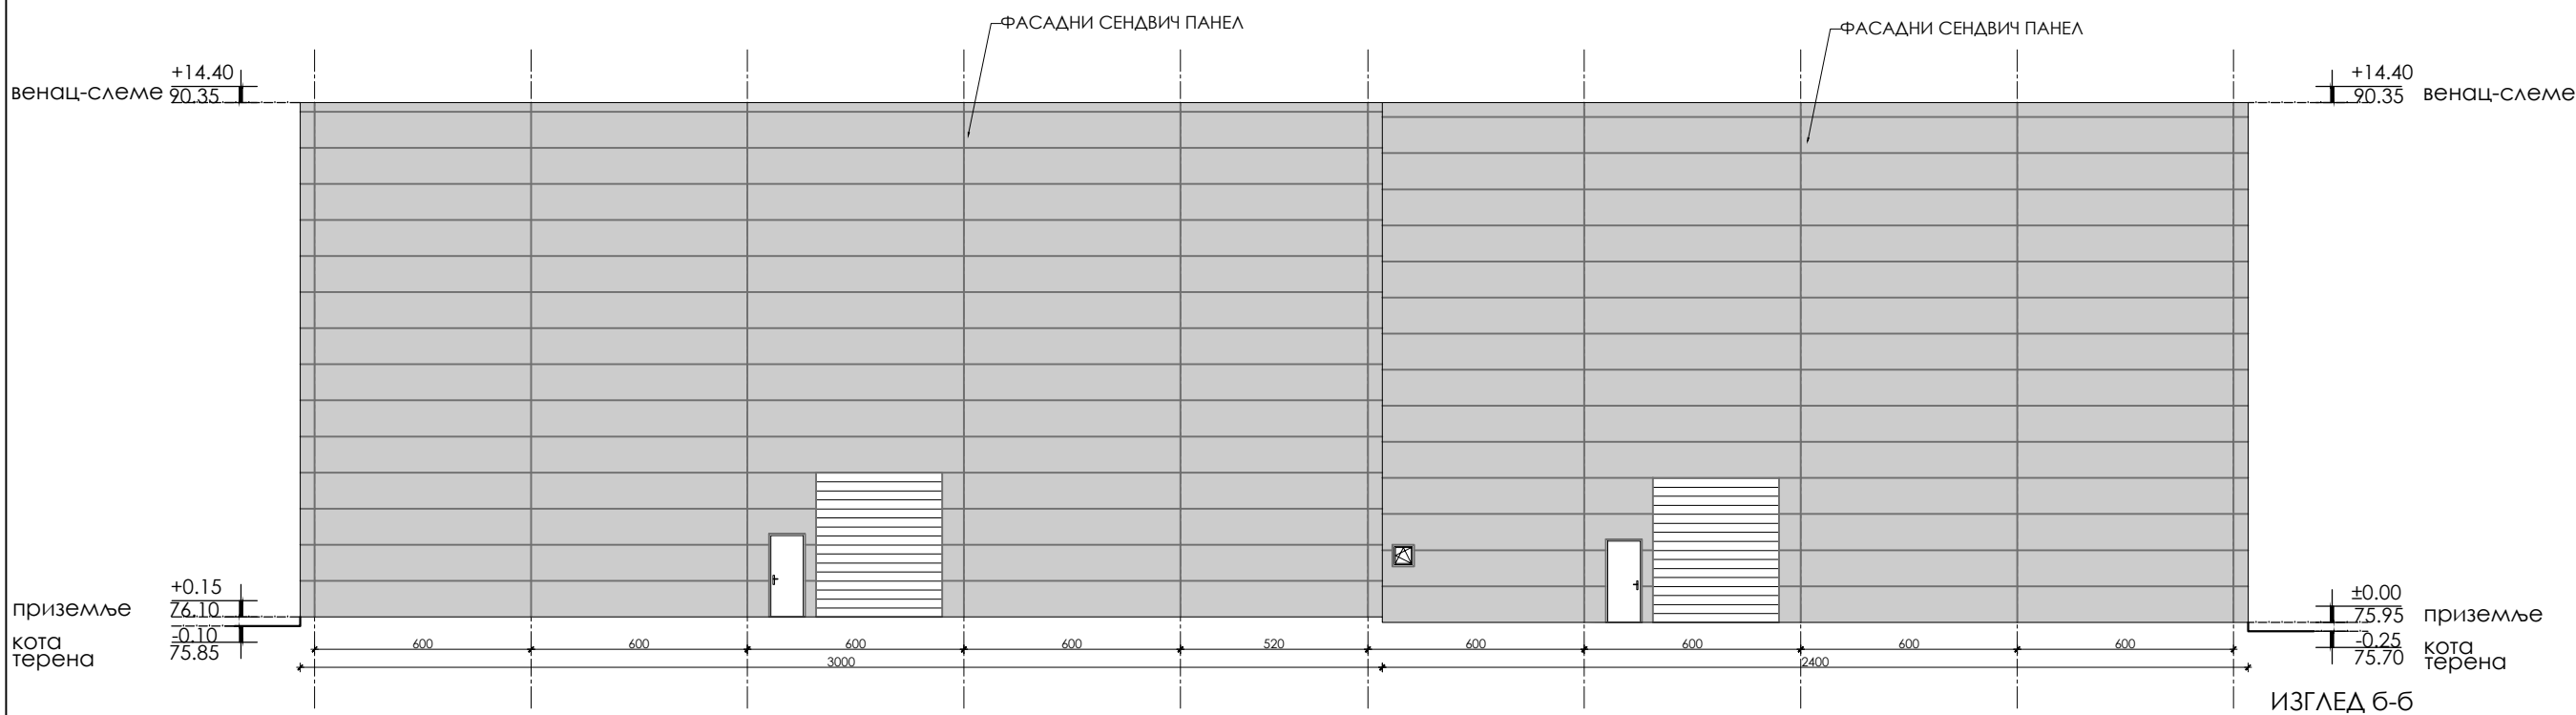 ФАСАДНИ СЕНДВИЧ ПАНЕЛ
ФАСАДНИ СЕНДВИЧ ПАНЕЛ
+14.40
венац-слеме 90.35
+14.40
90.35 венац-слеме
+0.15
приземље 76.10
-0.10
кота
терена 75.85
±0.00
75.95 приземље
-0.25
кота
75.70 терена
600 600 600 600 520 600 600 600 600
3000 2400
ИЗГЛЕД б-б